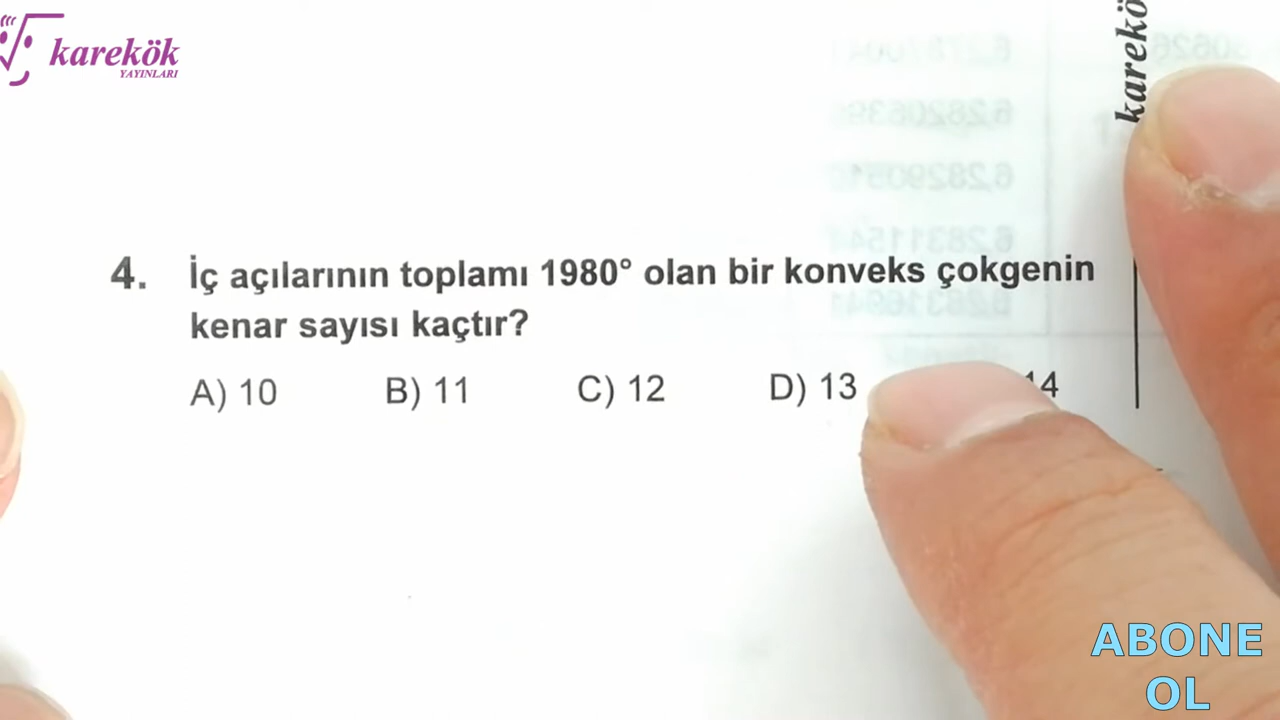 karekök
YAYINLARI
karekö
4. İç açılarının toplamı 1980° olan bir konveks çokgenin
kenar sayısı kaçtır?
A) 10 B) 11 C) 12 D) 13 14
ABONE
OL